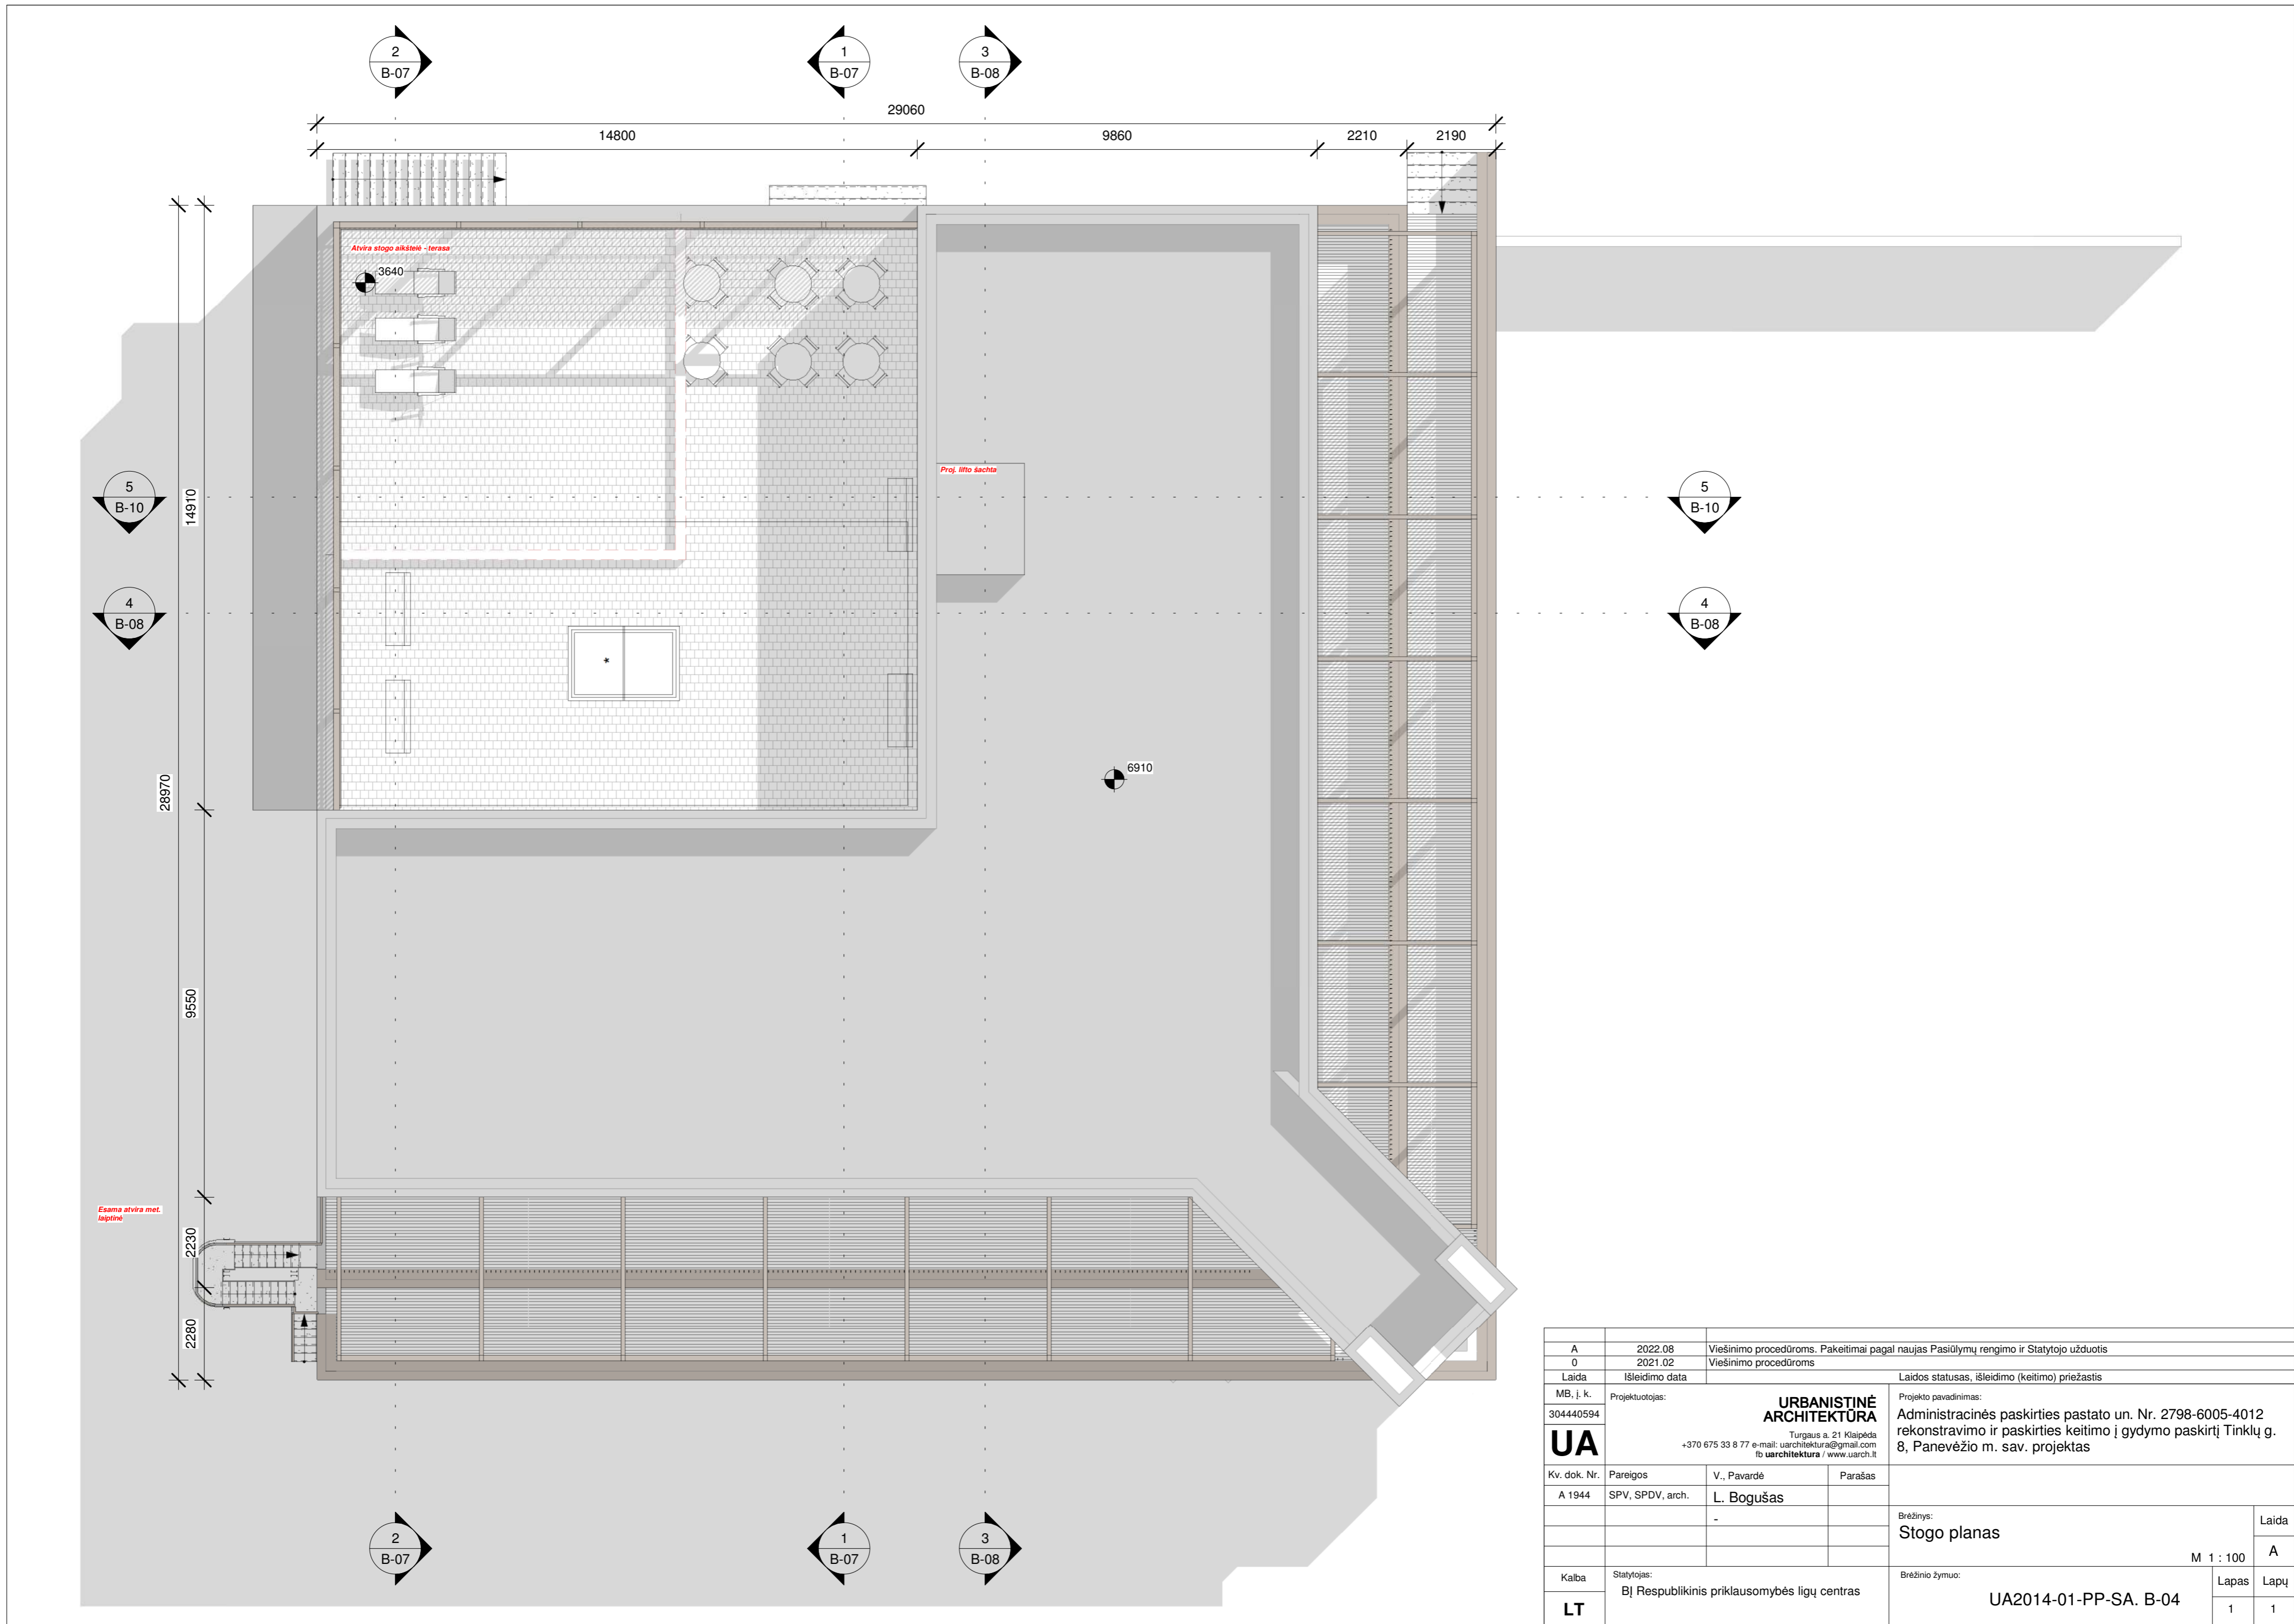 2
B-07
1
B-07
3
B-08
29060
14800
9860
2210
2190
Atvira stogo aikštelė - terasa
3640
Proj. lifto šachta
5
B-10
5
B-10
14910
4
B-08
4
B-08
*
6910
28970
9550
Esama atvira met.
laiptinė
2230
2280
2
B-07
1
B-07
3
B-08
A 2022.08 Viešinimo procedūroms. Pakeitimai pagal naujas Pasiūlymų rengimo ir Statytojo užduotis
0 2021.02 Viešinimo procedūroms
Laida Išleidimo data Laidos statusas, išleidimo (keitimo) priežastis
MB, į. k.
304440594
UA
Projektuotojas:
URBANISTINĖ
ARCHITEKTŪRA
Turgaus a. 21 Klaipėda
+370 675 33 8 77 e-mail: uarchitektura@gmail.com
fb uarchitektura / www.uarch.lt
Projekto pavadinimas:
Administracinės paskirties pastato un. Nr. 2798-6005-4012
rekonstravimo ir paskirties keitimo į gydymo paskirtį Tinklų g.
8, Panevėžio m. sav. projektas
Kv. dok. Nr. Pareigos V., Pavardė Parašas
A 1944 SPV, SPDV, arch. L. Bogušas
-
Brėžinys:
Stogo planas
M 1 : 100
Laida
A
Kalba
LT
Statytojas:
BĮ Respublikinis priklausomybės ligų centras
Brėžinio žymuo:
UA2014-01-PP-SA. B-04
Lapas Lapų
1 1